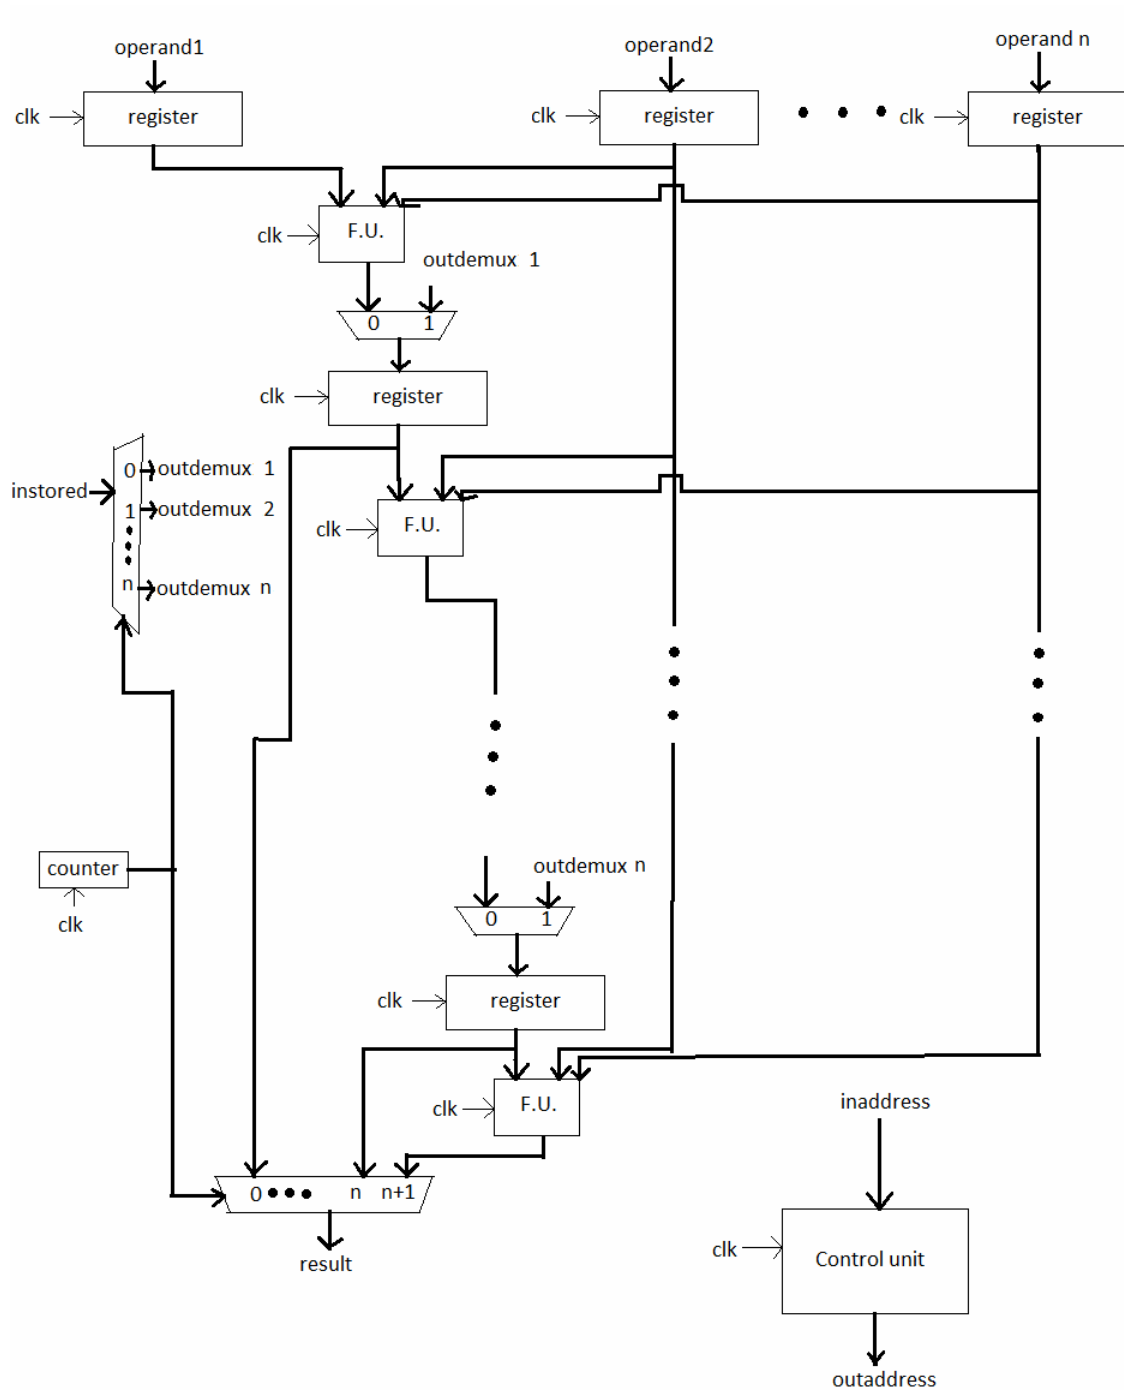 operand1
operand2
operand n
clk
register
clk
register
clk
register
clk
F.U.
outdemux 1
0
1
clk
register
instored
0
outdemux 1
1
outdemux 2
n
outdemux n
clk
F.U.
counter
clk
outdemux n
0
1
clk
register
clk
F.U.
inaddress
0
n
n+1
result
clk
Control unit
outaddress